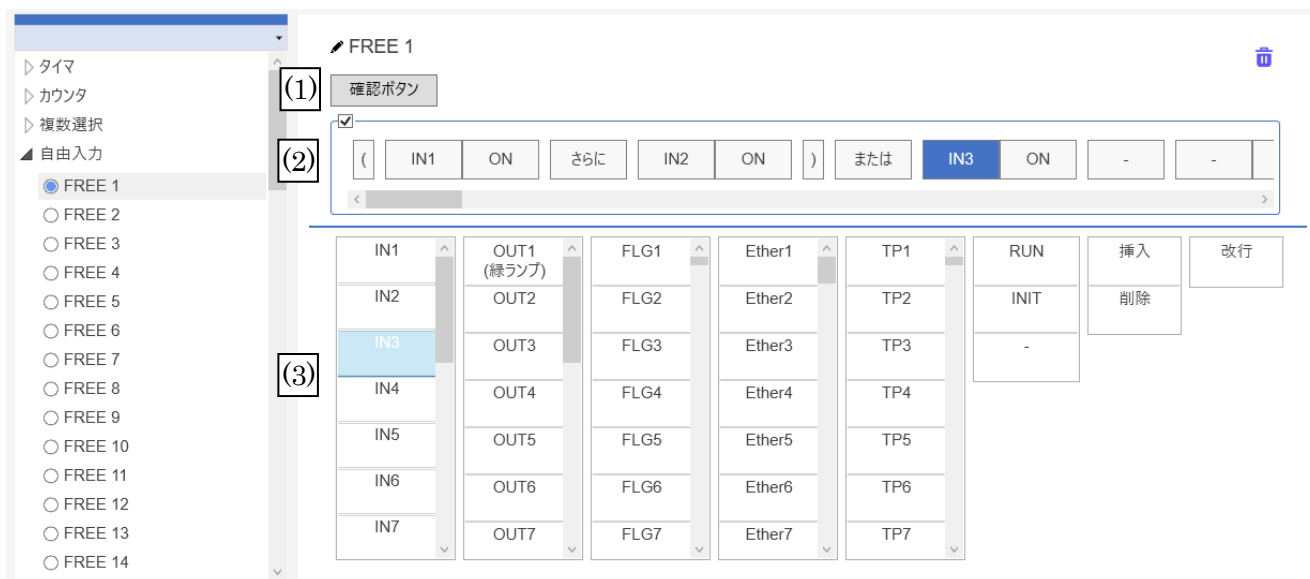 タイマ
カウンタ
複数選択
自由入力
FREE 1
FREE 2
FREE 3
FREE 4
FREE 5
FREE 6
FREE 7
FREE 8
FREE 9
FREE 10
FREE 11
FREE 12
FREE 13
FREE 14
FREE 1
(1) 確認ボタン
(2) ( IN1 ON さらに IN2 ON ) または IN3 ON - -
(3)
IN1 OUT1 FLG1 Ether1 TP1 RUN 挿入 改行
(緑ランプ)
IN2 OUT2 FLG2 Ether2 TP2 INIT 削除
IN3 OUT3 FLG3 Ether3 TP3 -
IN4 OUT4 FLG4 Ether4 TP4
IN5 OUT5 FLG5 Ether5 TP5
IN6 OUT6 FLG6 Ether6 TP6
IN7 OUT7 FLG7 Ether7 TP7